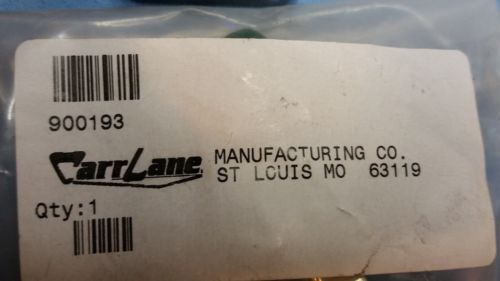 900193
CarrLane MANUFACTURING CO.
ST LOUIS MO 63119
Qty:1